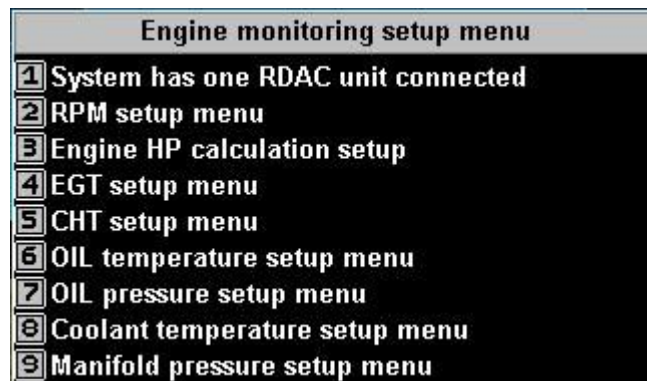 Engine monitoring setup menu
1 System has one RDAC unit connected
2 RPM setup menu
3 Engine HP calculation setup
4 EGT setup menu
5 CHT setup menu
6 OIL temperature setup menu
7 OIL pressure setup menu
8 Coolant temperature setup menu
9 Manifold pressure setup menu